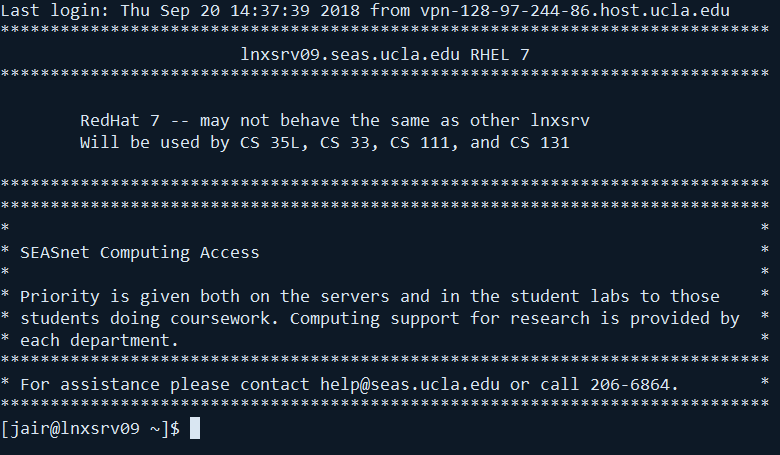 Last login: Thu Sep 20 14:37:39 2018 from vpn-128-97-244-86.host.ucla.edu
*****************************************************************************
                        lnxsrv09.seas.ucla.edu RHEL 7
*****************************************************************************

        RedHat 7 -- may not behave the same as other lnxsrv
        Will be used by CS 35L, CS 33, CS 111, and CS 131

*****************************************************************************
*****************************************************************************
*                                                                           *
* SEASnet Computing Access                                                  *
*                                                                           *
* Priority is given both on the servers and in the student labs to those    *
* students doing coursework. Computing support for research is provided by  *
* each department.                                                          *
*****************************************************************************
* For assistance please contact help@seas.ucla.edu or call 206-6864.        *
*****************************************************************************
[jair@lnxsrv09 ~]$